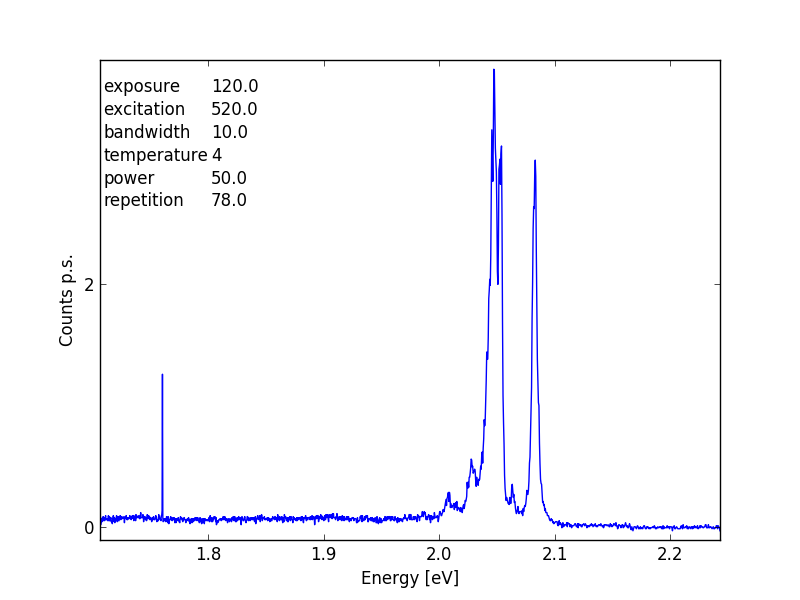 exposure 120.0
excitation 520.0
bandwidth 10.0
temperature 4
power 50.0
repetition 78.0
Counts p.s.
2
0
1.8 1.9 2.0 2.1 2.2
Energy [eV]